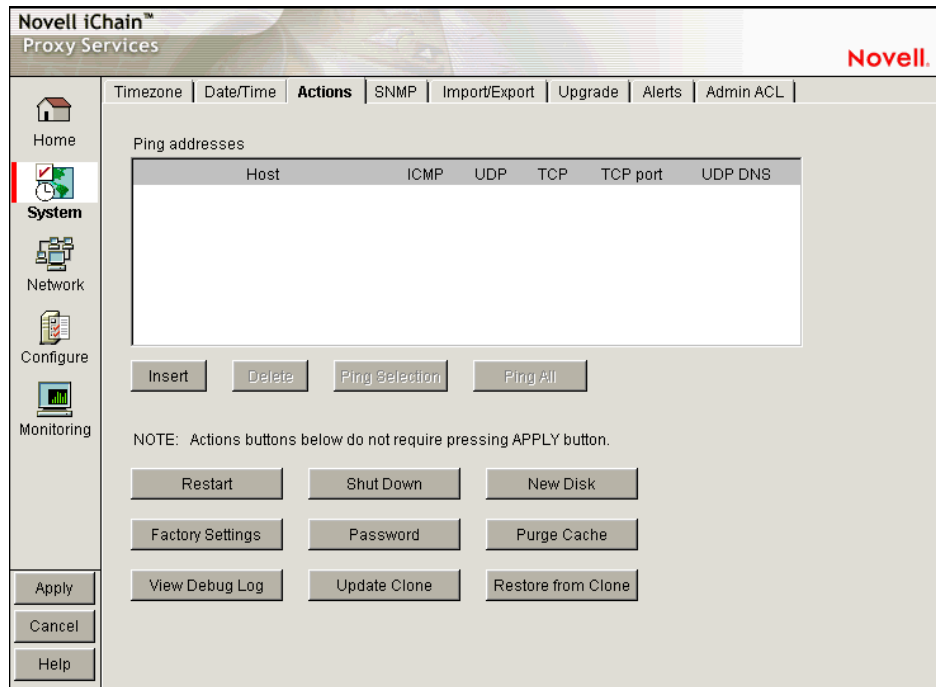 Novell iChain™
Proxy Services
Novell.
Timezone Date/Time Actions SNMP Import/Export Upgrade Alerts Admin ACL
Home
System
Network
Configure
Monitoring
Ping addresses
Host ICMP UDP TCP TCP port UDP DNS
Insert Delete Ping Selection Ping All
NOTE: Actions buttons below do not require pressing APPLY button.
Restart Shut Down New Disk
Factory Settings Password Purge Cache
View Debug Log Update Clone Restore from Clone
Apply
Cancel
Help